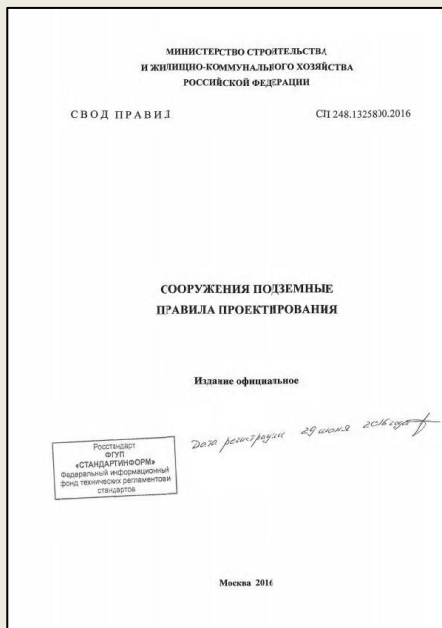 МИНИСТЕРСТВО СТРОИТЕЛЬСТВА
И ЖИЛИЩНО-КОММУНАЛЬНОГО ХОЗЯЙСТВА
РОССИЙСКОЙ ФЕДЕРАЦИИ
СВОД ПРАВИЛ
СП 248.1325800.2016
СООРУЖЕНИЯ ПОДЗЕМНЫЕ
ПРАВИЛА ПРОЕКТИРОВАНИЯ
Издание официальное
Дата регистрации 29 июня 2016 года
Росстандарт
ФГУП
«СТАНДАРТИНФОРМ»
Федеральный информационный
фонд технических регламентови
стандартов
Москва 2016